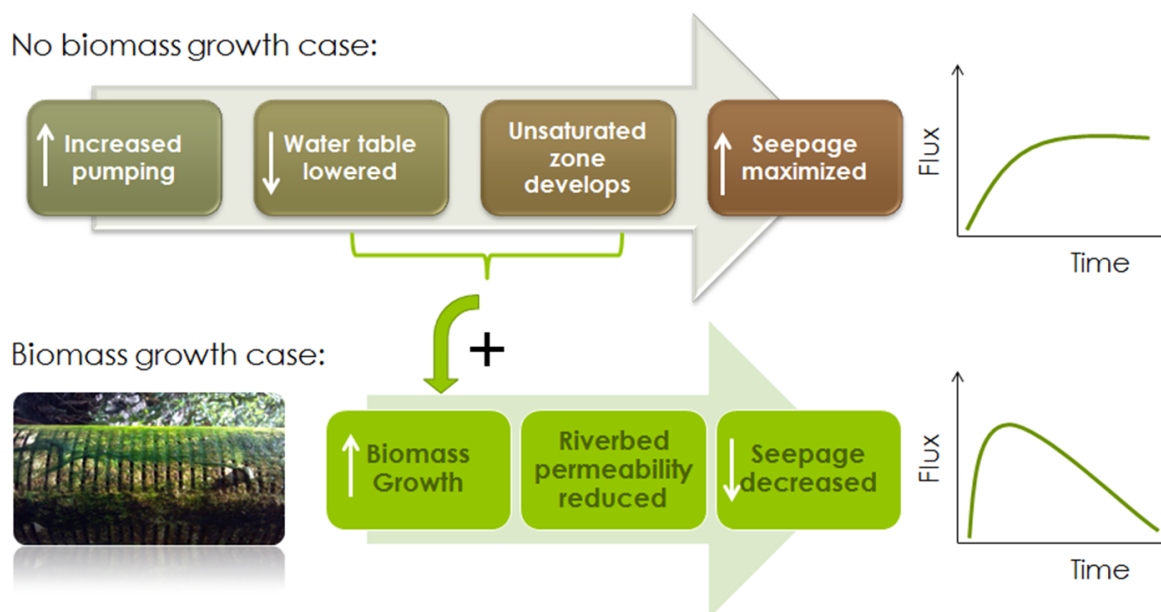 No biomass growth case:
Increased
pumping
Water table
lowered
Unsaturated
zone
develops
Seepage
maximized
Flux
Time
+
Biomass growth case:
Biomass
Growth
Riverbed
permeability
reduced
Seepage
decreased
Flux
Time